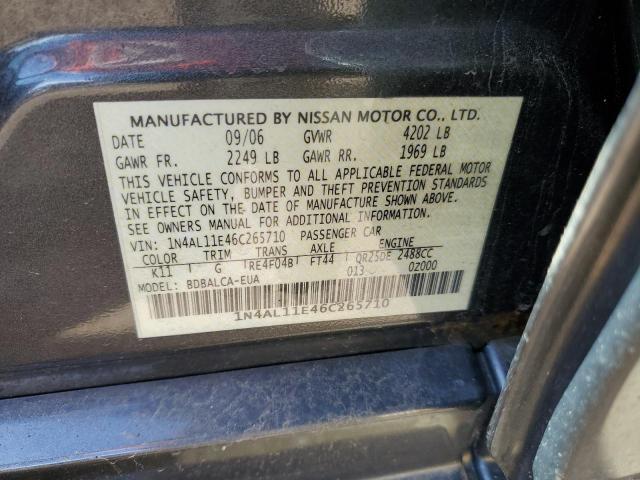 MANUFACTURED BY NISSAN MOTOR CO., LTD.
DATE 09/06 GVWR 4202 LB
GAWR FR. 2249 LB GAWR RR. 1969 LB
THIS VEHICLE CONFORMS TO ALL APPLICABLE FEDERAL MOTOR
VEHICLE SAFETY, BUMPER AND THEFT PREVENTION STANDARDS
IN EFFECT ON THE DATE OF MANUFACTURE SHOWN ABOVE.
SEE OWNERS MANUAL FOR ADDITIONAL INFORMATION.
VIN: 1N4AL11E46C265710 PASSENGER CAR
COLOR TRIM TRANS AXLE ENGINE
K11 G RE4F04B FT44 QR25DE 2488CC
MODEL: BDBALCA-EUA 013 0Z000
1N4AL11E46C265710